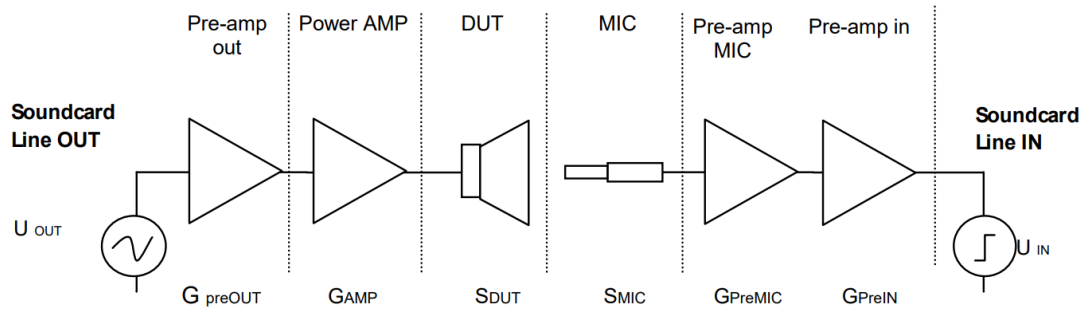 Pre-amp out
Power AMP
DUT
MIC
Pre-amp MIC
Pre-amp in
Soundcard
Line OUT
Soundcard
Line IN
U OUT
U IN
G preOUT
GAMP
SDUT
SMIC
GPreMIC
GPreIN